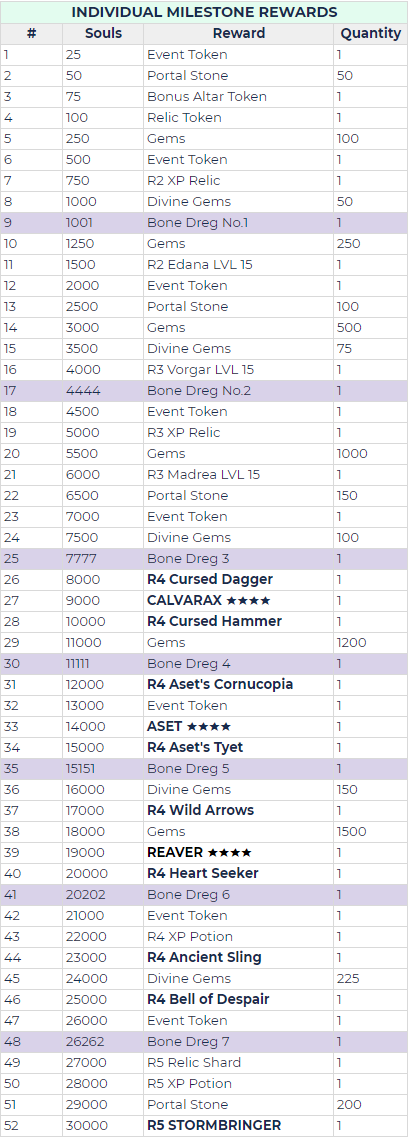 INDIVIDUAL MILESTONE REWARDS
# Souls Reward Quantity
1 25 Event Token 1
2 50 Portal Stone 50
3 75 Bonus Altar Token 1
4 100 Relic Token 1
5 250 Gems 100
6 500 Event Token 1
7 750 R2 XP Relic 1
8 1000 Divine Gems 50
9 1001 Bone Dreg No.1 1
10 1250 Gems 250
11 1500 R2 Edana LVL 15 1
12 2000 Event Token 1
13 2500 Portal Stone 100
14 3000 Gems 500
15 3500 Divine Gems 75
16 4000 R3 Vorgar LVL 15 1
17 4444 Bone Dreg No.2 1
18 4500 Event Token 1
19 5000 R3 XP Relic 1
20 5500 Gems 1000
21 6000 R3 Madrea LVL 15 1
22 6500 Portal Stone 150
23 7000 Event Token 1
24 7500 Divine Gems 100
25 7777 Bone Dreg 3 1
26 8000 R4 Cursed Dagger 1
27 9000 CALVARAX ★★★★ 1
28 10000 R4 Cursed Hammer 1
29 11000 Gems 1200
30 11111 Bone Dreg 4 1
31 12000 R4 Aset's Cornucopia 1
32 13000 Event Token 1
33 14000 ASET ★★★★ 1
34 15000 R4 Aset's Tyet 1
35 15151 Bone Dreg 5 1
36 16000 Divine Gems 150
37 17000 R4 Wild Arrows 1
38 18000 Gems 1500
39 19000 REAVER ★★★★ 1
40 20000 R4 Heart Seeker 1
41 20202 Bone Dreg 6 1
42 21000 Event Token 1
43 22000 R4 XP Potion 1
44 23000 R4 Ancient Sling 1
45 24000 Divine Gems 225
46 25000 R4 Bell of Despair 1
47 26000 Event Token 1
48 26262 Bone Dreg 7 1
49 27000 R5 Relic Shard 1
50 28000 R5 XP Potion 1
51 29000 Portal Stone 200
52 30000 R5 STORMBRINGER 1